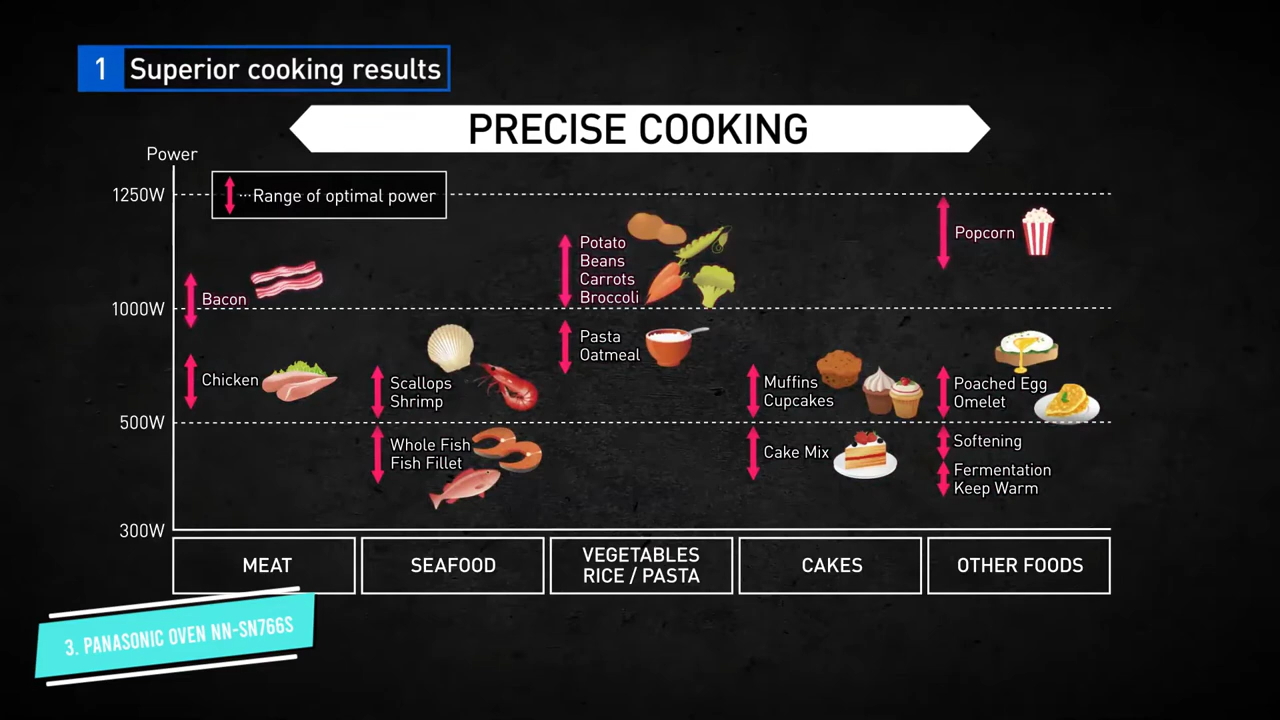 1 Superior cooking results
PRECISE COOKING
Power
1250W
···Range of optimal power
1000W
500W
300W
Bacon
Chicken
Scallops
Shrimp
Whole Fish
Fish Fillet
Potato
Beans
Carrots
Broccoli
Pasta
Oatmeal
Muffins
Cupcakes
Cake Mix
Popcorn
Poached Egg
Omelet
Softening
Fermentation
Keep Warm
MEAT
SEAFOOD
VEGETABLES
RICE / PASTA
CAKES
OTHER FOODS
3. PANASONIC OVEN NN-SN766S